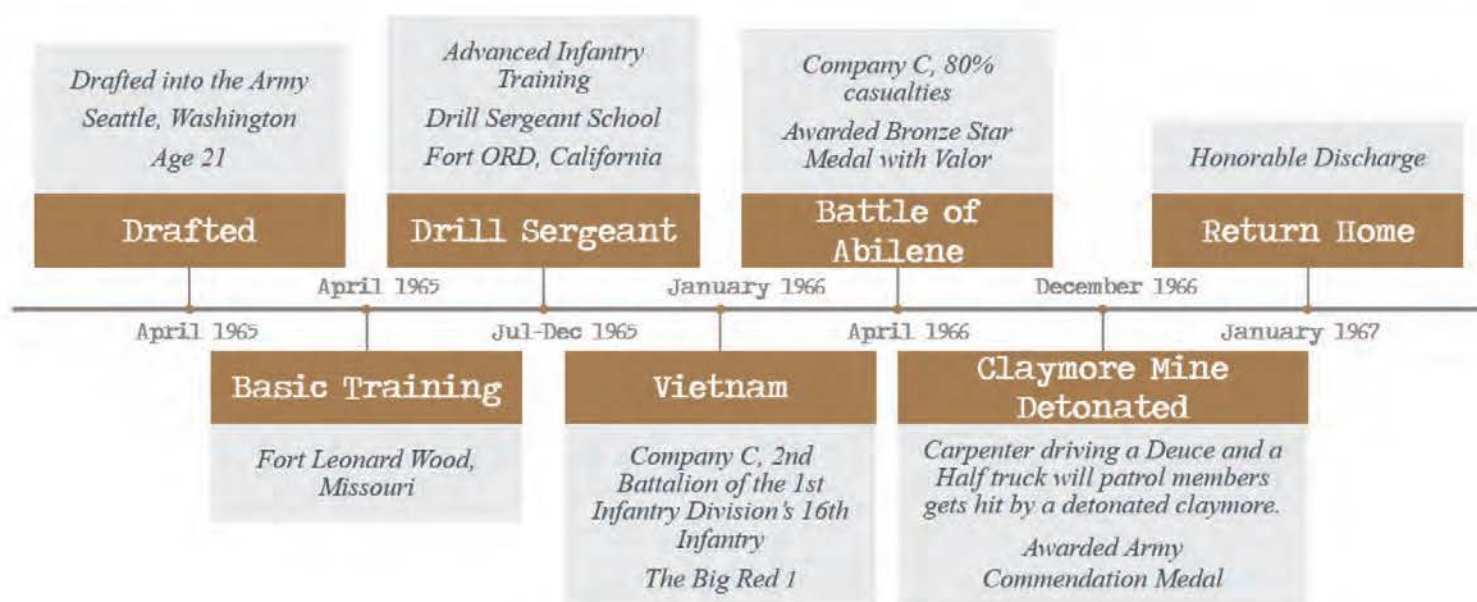 Drafted into the Army
Seattle, Washington
Age 21
Drafted
April 1965
April 1965
Basic Training
Fort Leonard Wood,
Missouri
Advanced Infantry
Training
Drill Sergeant School
Fort ORD, California
Drill Sergeant
Jul-Dec 1965
January 1966
Vietnam
Company C, 2nd
Battalion of the 1st
Infantry Division's 16th
Infantry
The Big Red 1
Company C, 80%
casualties
Awarded Bronze Star
Medal with Valor
Battle of
Abilene
April 1966
December 1966
Claymore Mine
Detonated
Carpenter driving a Deuce and a
Half truck will patrol members
gets hit by a detonated claymore.
Awarded Army
Commendation Medal
Honorable Discharge
Return Home
January 1967